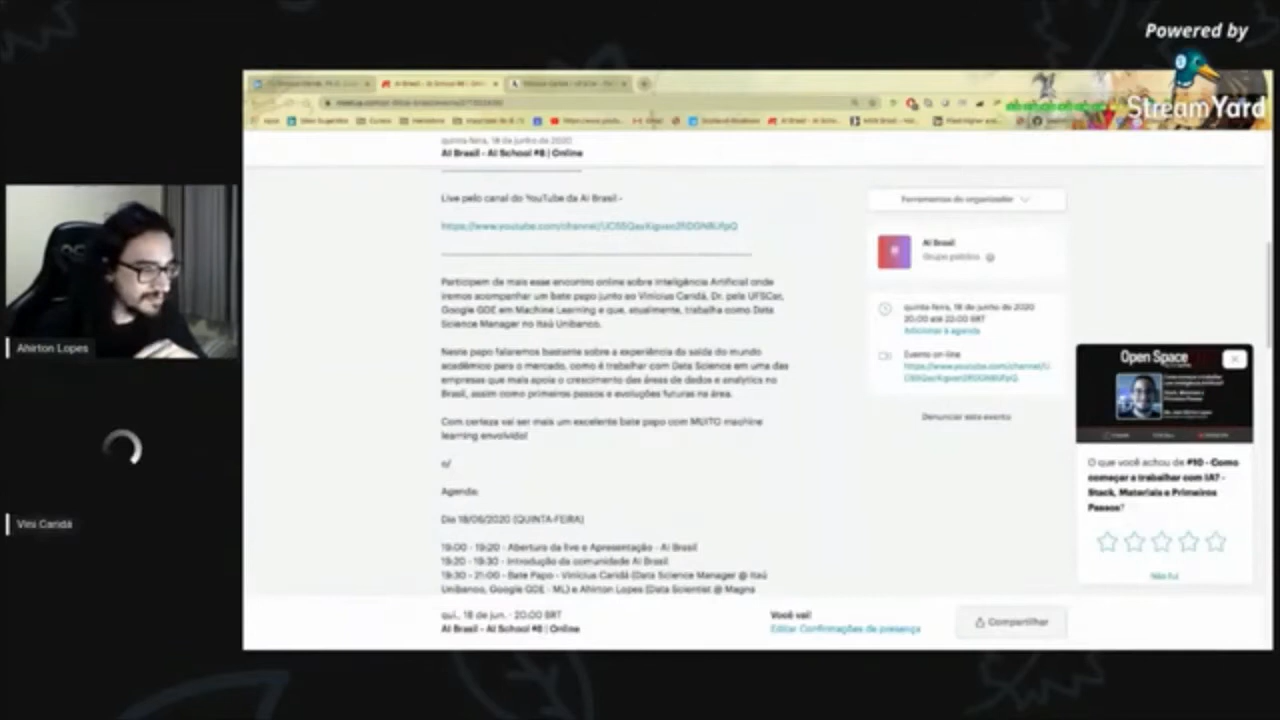 Powered by
StreamYard
quinta-feira, 18 de junho de 2020
AI Brasil - AI School #8 | Online
Live pelo canal do YouTube da AI Brasil -
Participem de mais esse encontro online sobre Inteligência Artificial onde
iremos acompanhar um bate papo junto ao Vinicius Caridá, Dr. pela UFSCar,
Google GDE em Machine Learning e que, atualmente, trabalha como Data
Science Manager no Itaú Unibanco.
Neste papo falaremos bastante sobre a experiência da saída do mundo
acadêmico para o mercado, como é trabalhar com Data Science em uma das
empresas que mais apoia o crescimento das áreas de dados e analytics no
Brasil, assim como primeiros passos e evoluções futuras na área.
Com certeza vai ser mais um excelente bate papo com MUITO machine
learning envolvido!
o/
Agenda:
Dia 18/06/2020 (QUINTA-FEIRA)
19:00 - 19:20 - Abertura da live e Apresentação - AI Brasil
19:20 - 19:30 - Introdução da comunidade AI Brasil
19:30 - 21:00 - Bate Papo - Vinicius Caridá (Data Science Manager @ Itaú
Unibanco, Google GDE - ML) e Ahirton Lopes (Data Scientist @ Magna
qui., 18 de jun. · 20:00 BRT
AI Brasil - AI School #8 | Online
Você vai!
Editar Confirmações de presença
Compartilhar
Ferramentas do organizador
AI Brasil
Grupo público
quinta-feira, 18 de junho de 2020
20:00 até 22:00 BRT
Adicionar à agenda
Evento on-line
Denunciar este evento
Open Space
O que você achou de #10 - Como
começar a trabalhar com IA? -
Stack, Materiais e Primeiros
Passos?
Não fui
Ahirton Lopes
Vini Caridá